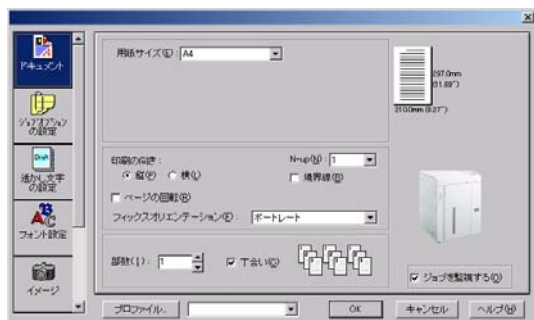 ドキュメント
ジョブオプション
の設定
Draft
透かし文字
の設定
フォント設定
イメージ
用紙サイズ(E): A4
297.0mm
(11.69")
210.0mm (8.27")
印刷の向き:
縦(P) 横(L)
N-up(N): 1
境界線(B)
ページの回転(R)
フィックスオリエンテーション(F): ポートレート
部数(I): 1
丁合い(C)
ジョブを監視する(O)
プロファイル..
OK
キャンセル
ヘルプ(H)